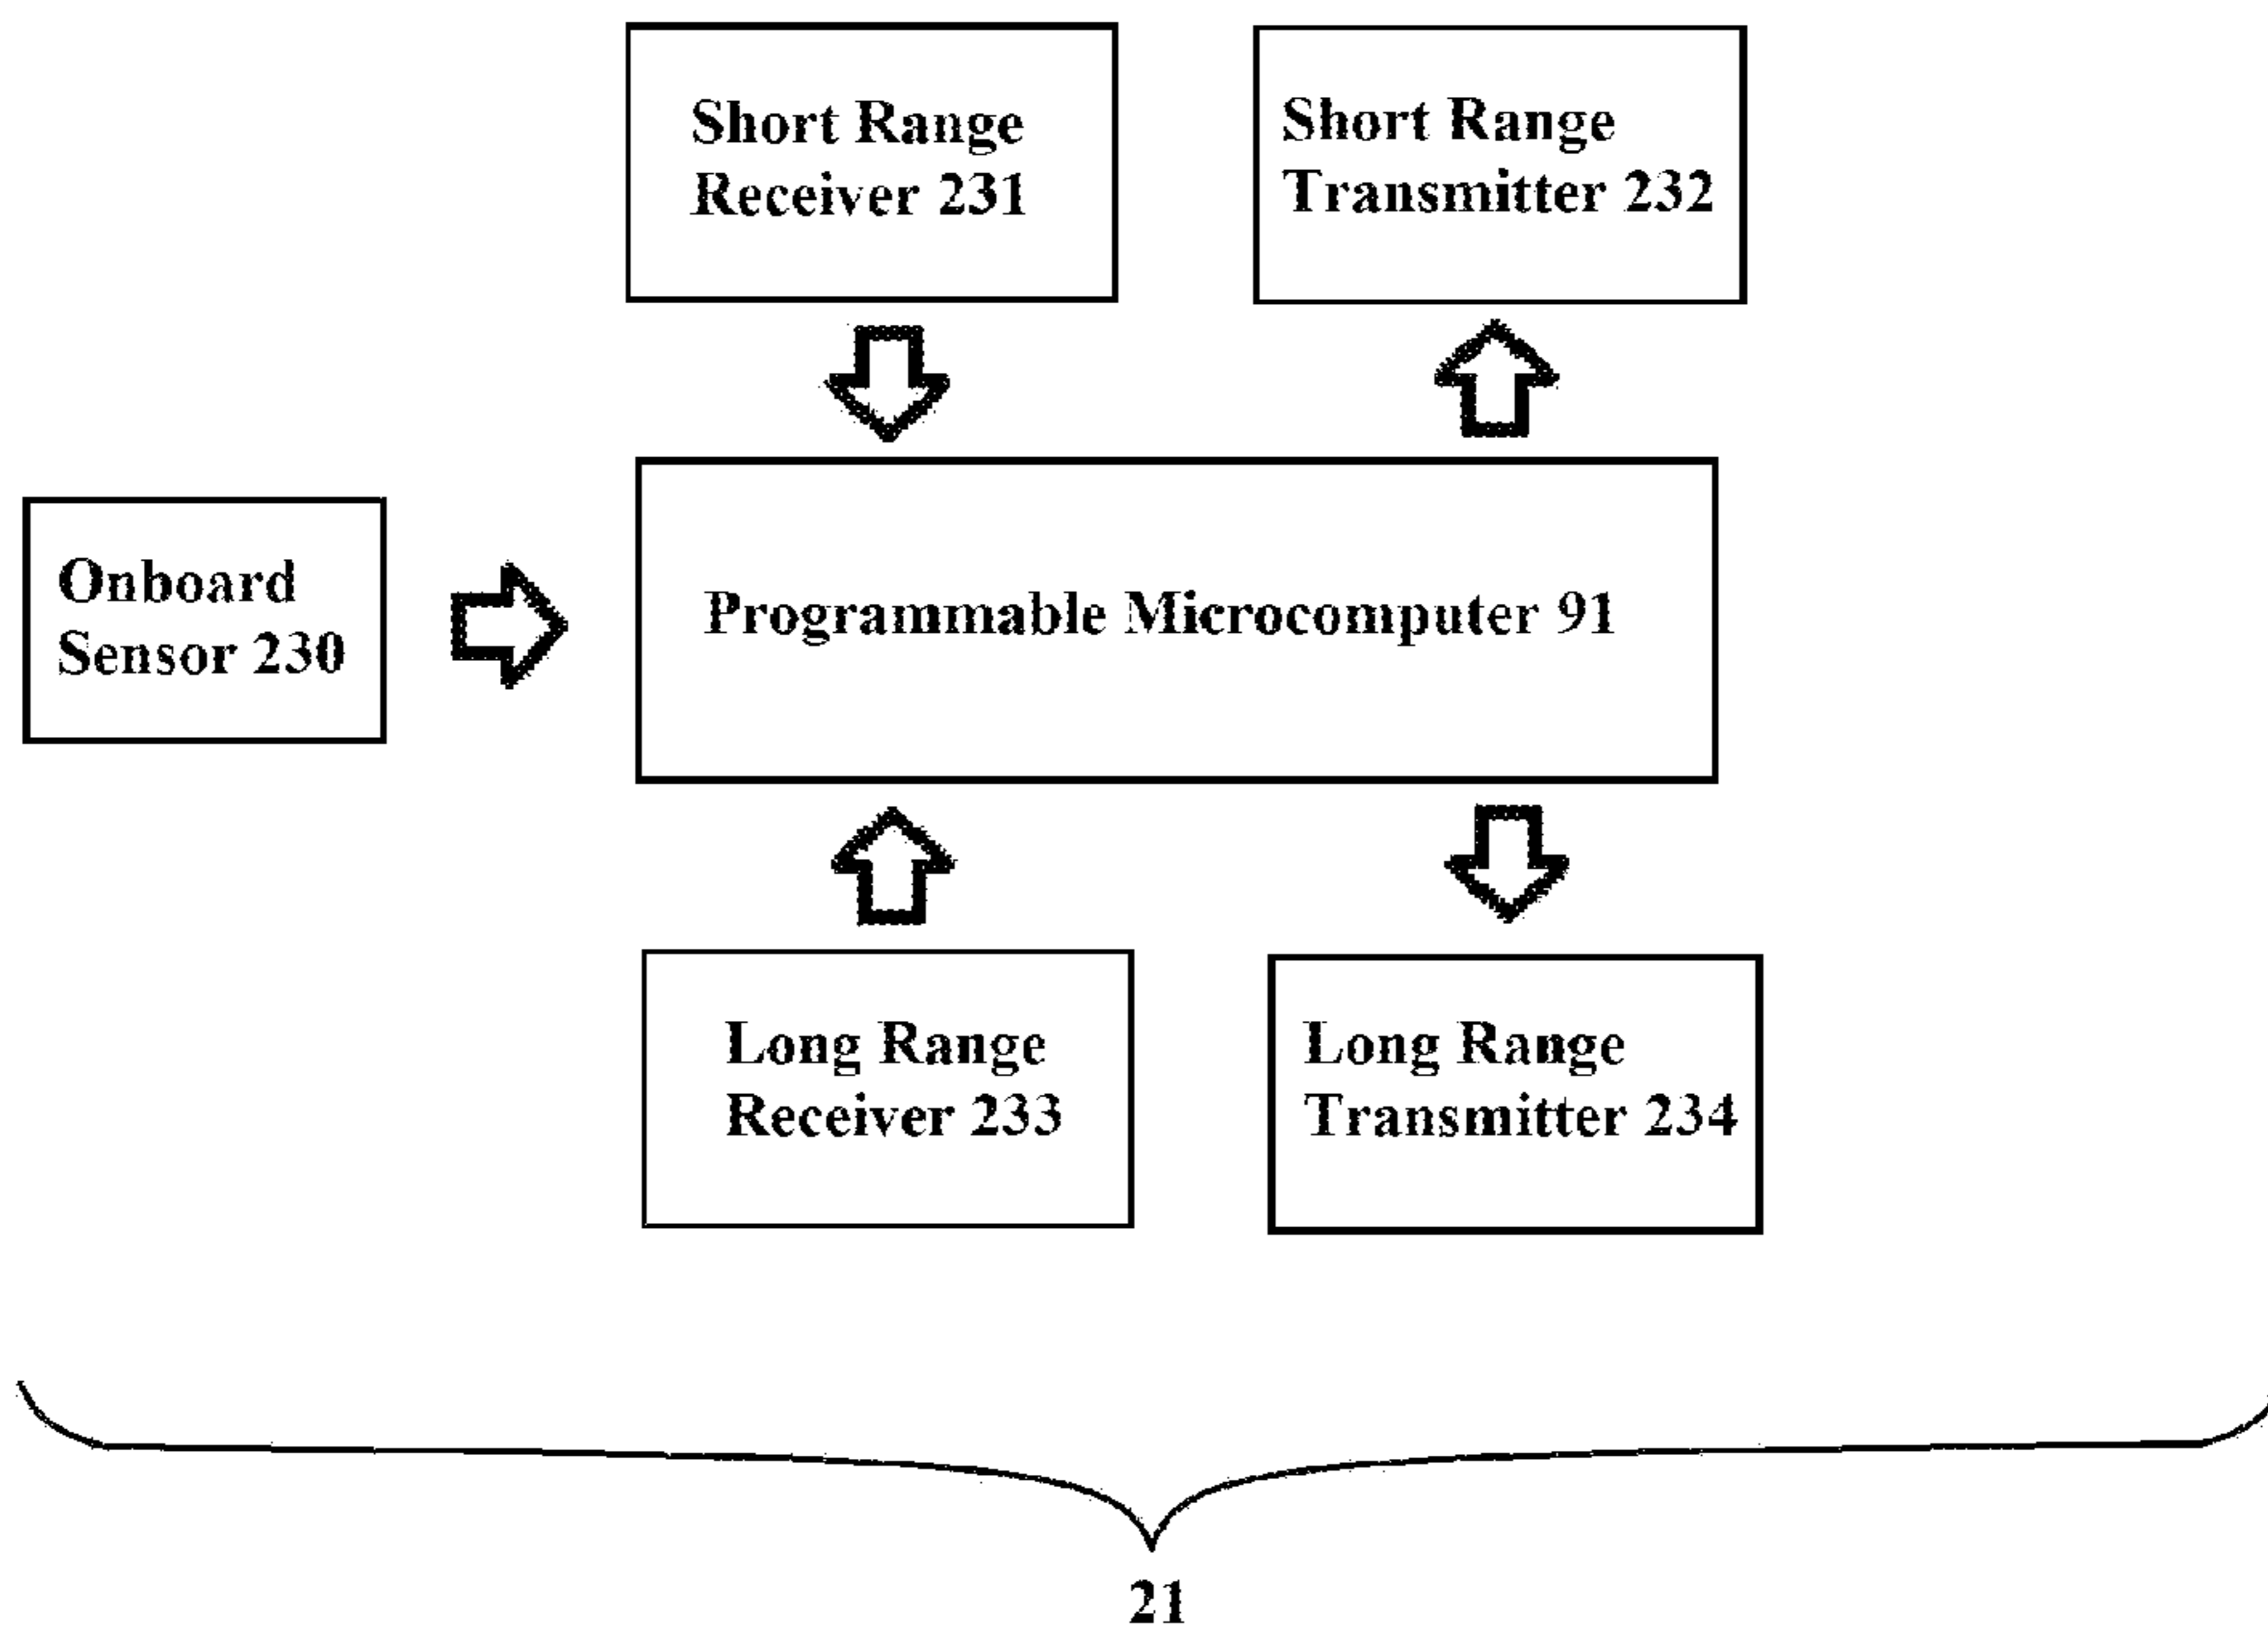 Short Range
Receiver 231
Short Range
Transmitter 232
Onboard
Sensor 230
Programmable Microcomputer 91
Long Range
Receiver 233
Long Range
Transmitter 234
21